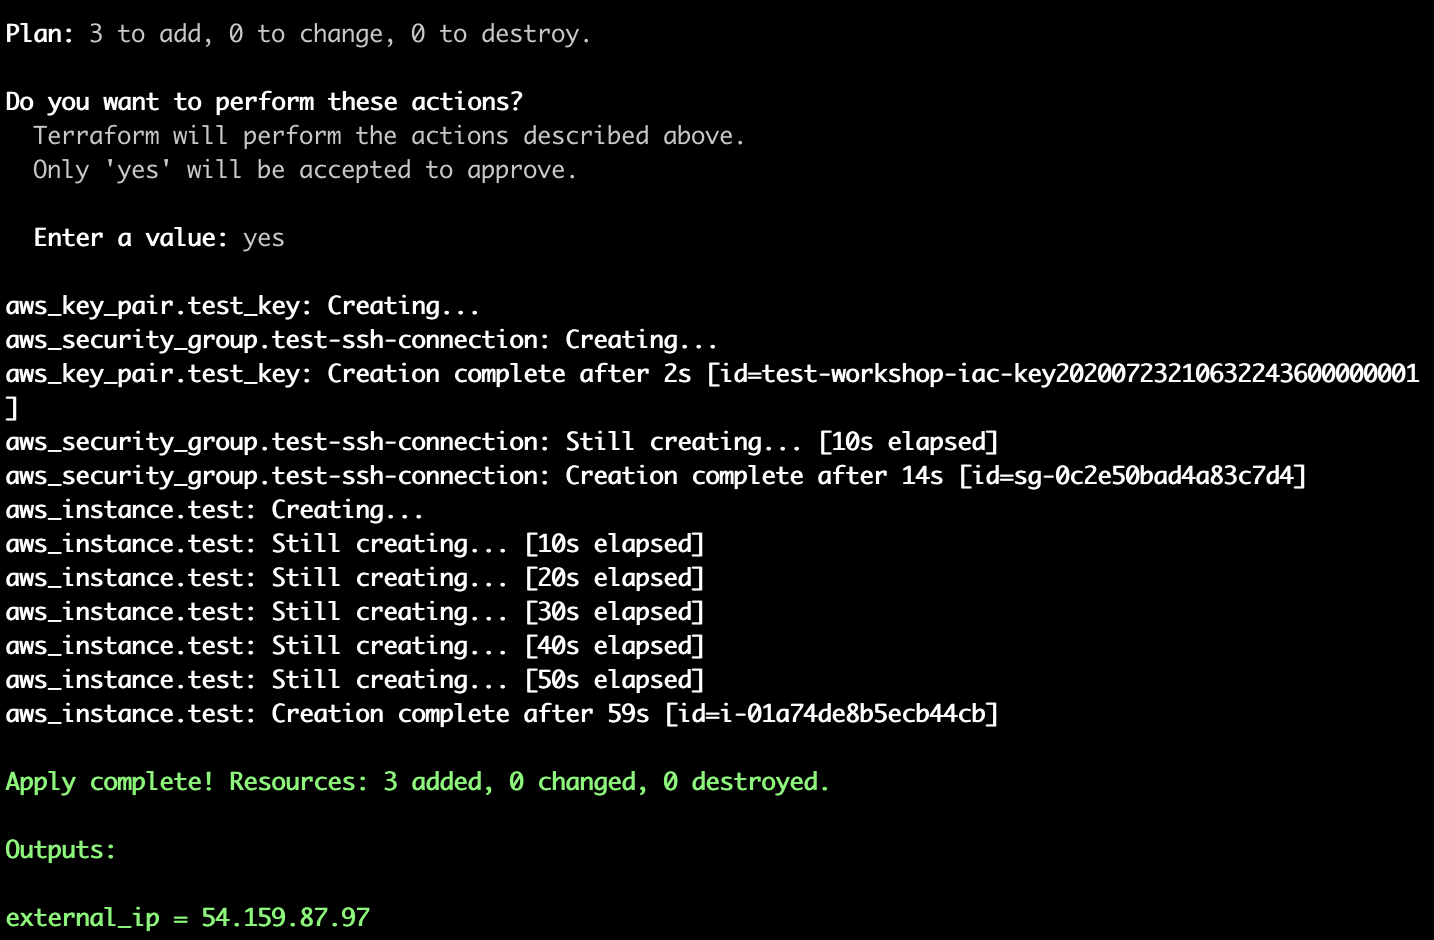 Plan: 3 to add, 0 to change, 0 to destroy.
Do you want to perform these actions?
Terraform will perform the actions described above.
Only 'yes' will be accepted to approve.
Enter a value: yes
aws_key_pair.test_key: Creating...
aws_security_group.test-ssh-connection: Creating...
aws_key_pair.test_key: Creation complete after 2s [id=test-workshop-iac-key20200723210632243600000001
]
aws_security_group.test-ssh-connection: Still creating... [10s elapsed]
aws_security_group.test-ssh-connection: Creation complete after 14s [id=sg-0c2e50bad4a83c7d4]
aws_instance.test: Creating...
aws_instance.test: Still creating... [10s elapsed]
aws_instance.test: Still creating... [20s elapsed]
aws_instance.test: Still creating... [30s elapsed]
aws_instance.test: Still creating... [40s elapsed]
aws_instance.test: Still creating... [50s elapsed]
aws_instance.test: Creation complete after 59s [id=i-01a74de8b5ecb44cb]
Apply complete! Resources: 3 added, 0 changed, 0 destroyed.
Outputs:
external_ip = 54.159.87.97